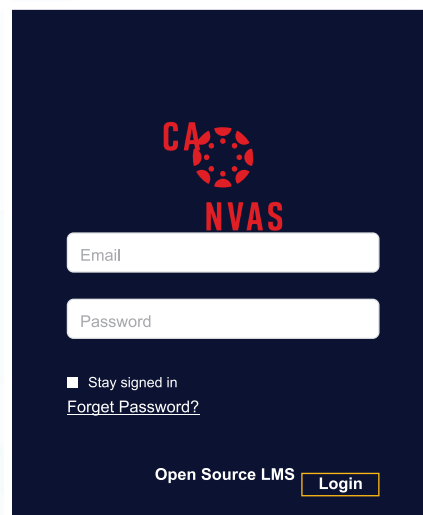 CA
NVAS
Email
Password
Stay signed in
Forget Password?
Open Source LMS
Login